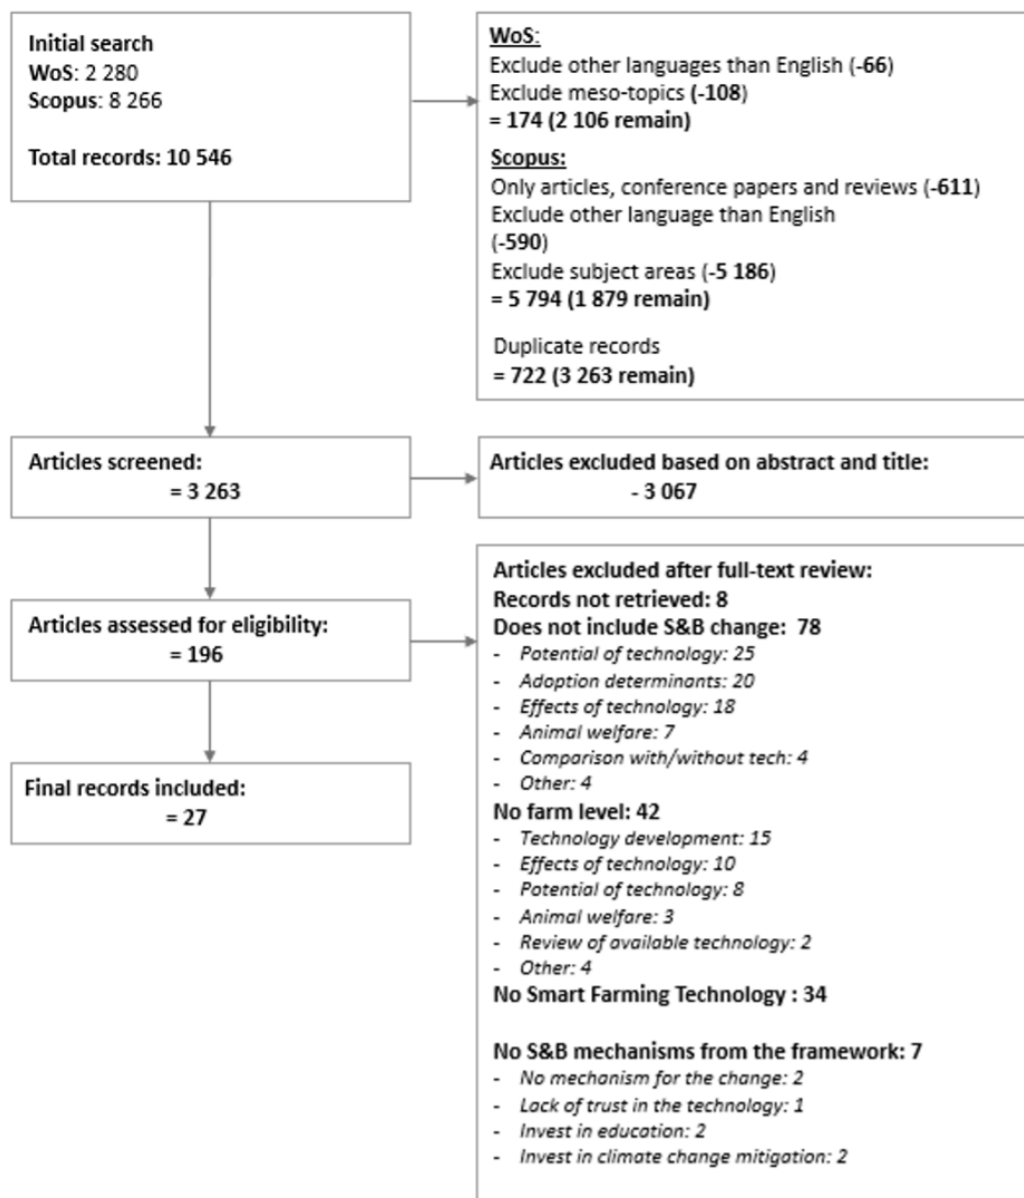 Initial search
WoS: 2 280
Scopus: 8 266
Total records: 10 546
WoS:
Exclude other languages than English (-66)
Exclude meso-topics (-108)
= 174 (2 106 remain)
Scopus:
Only articles, conference papers and reviews (-611)
Exclude other language than English
(-590)
Exclude subject areas (-5 186)
= 5 794 (1 879 remain)
Duplicate records
= 722 (3 263 remain)
Articles screened:
= 3 263
Articles excluded based on abstract and title:
- 3 067
Articles assessed for eligibility:
= 196
Articles excluded after full-text review:
Records not retrieved: 8
Does not include S&B change: 78
- Potential of technology: 25
- Adoption determinants: 20
- Effects of technology: 18
- Animal welfare: 7
- Comparison with/without tech: 4
- Other: 4
No farm level: 42
- Technology development: 15
- Effects of technology: 10
- Potential of technology: 8
- Animal welfare: 3
- Review of available technology: 2
- Other: 4
No Smart Farming Technology : 34
No S&B mechanisms from the framework: 7
- No mechanism for the change: 2
- Lack of trust in the technology: 1
- Invest in education: 2
- Invest in climate change mitigation: 2
Final records included:
= 27